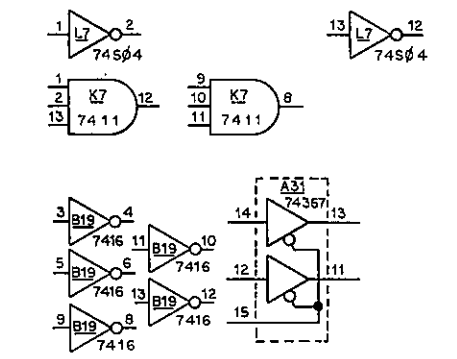 1 L7 2
74SØ4
13 L7 12
74SØ4
1
2 K7 12
13 7411
9
10 K7 8
11 7411
3 B19 4
7416
5 B19 6
7416
9 B19 8
7416
11 B19 10
7416
13 B19 12
7416
A31
74367
14 13
12 11
15